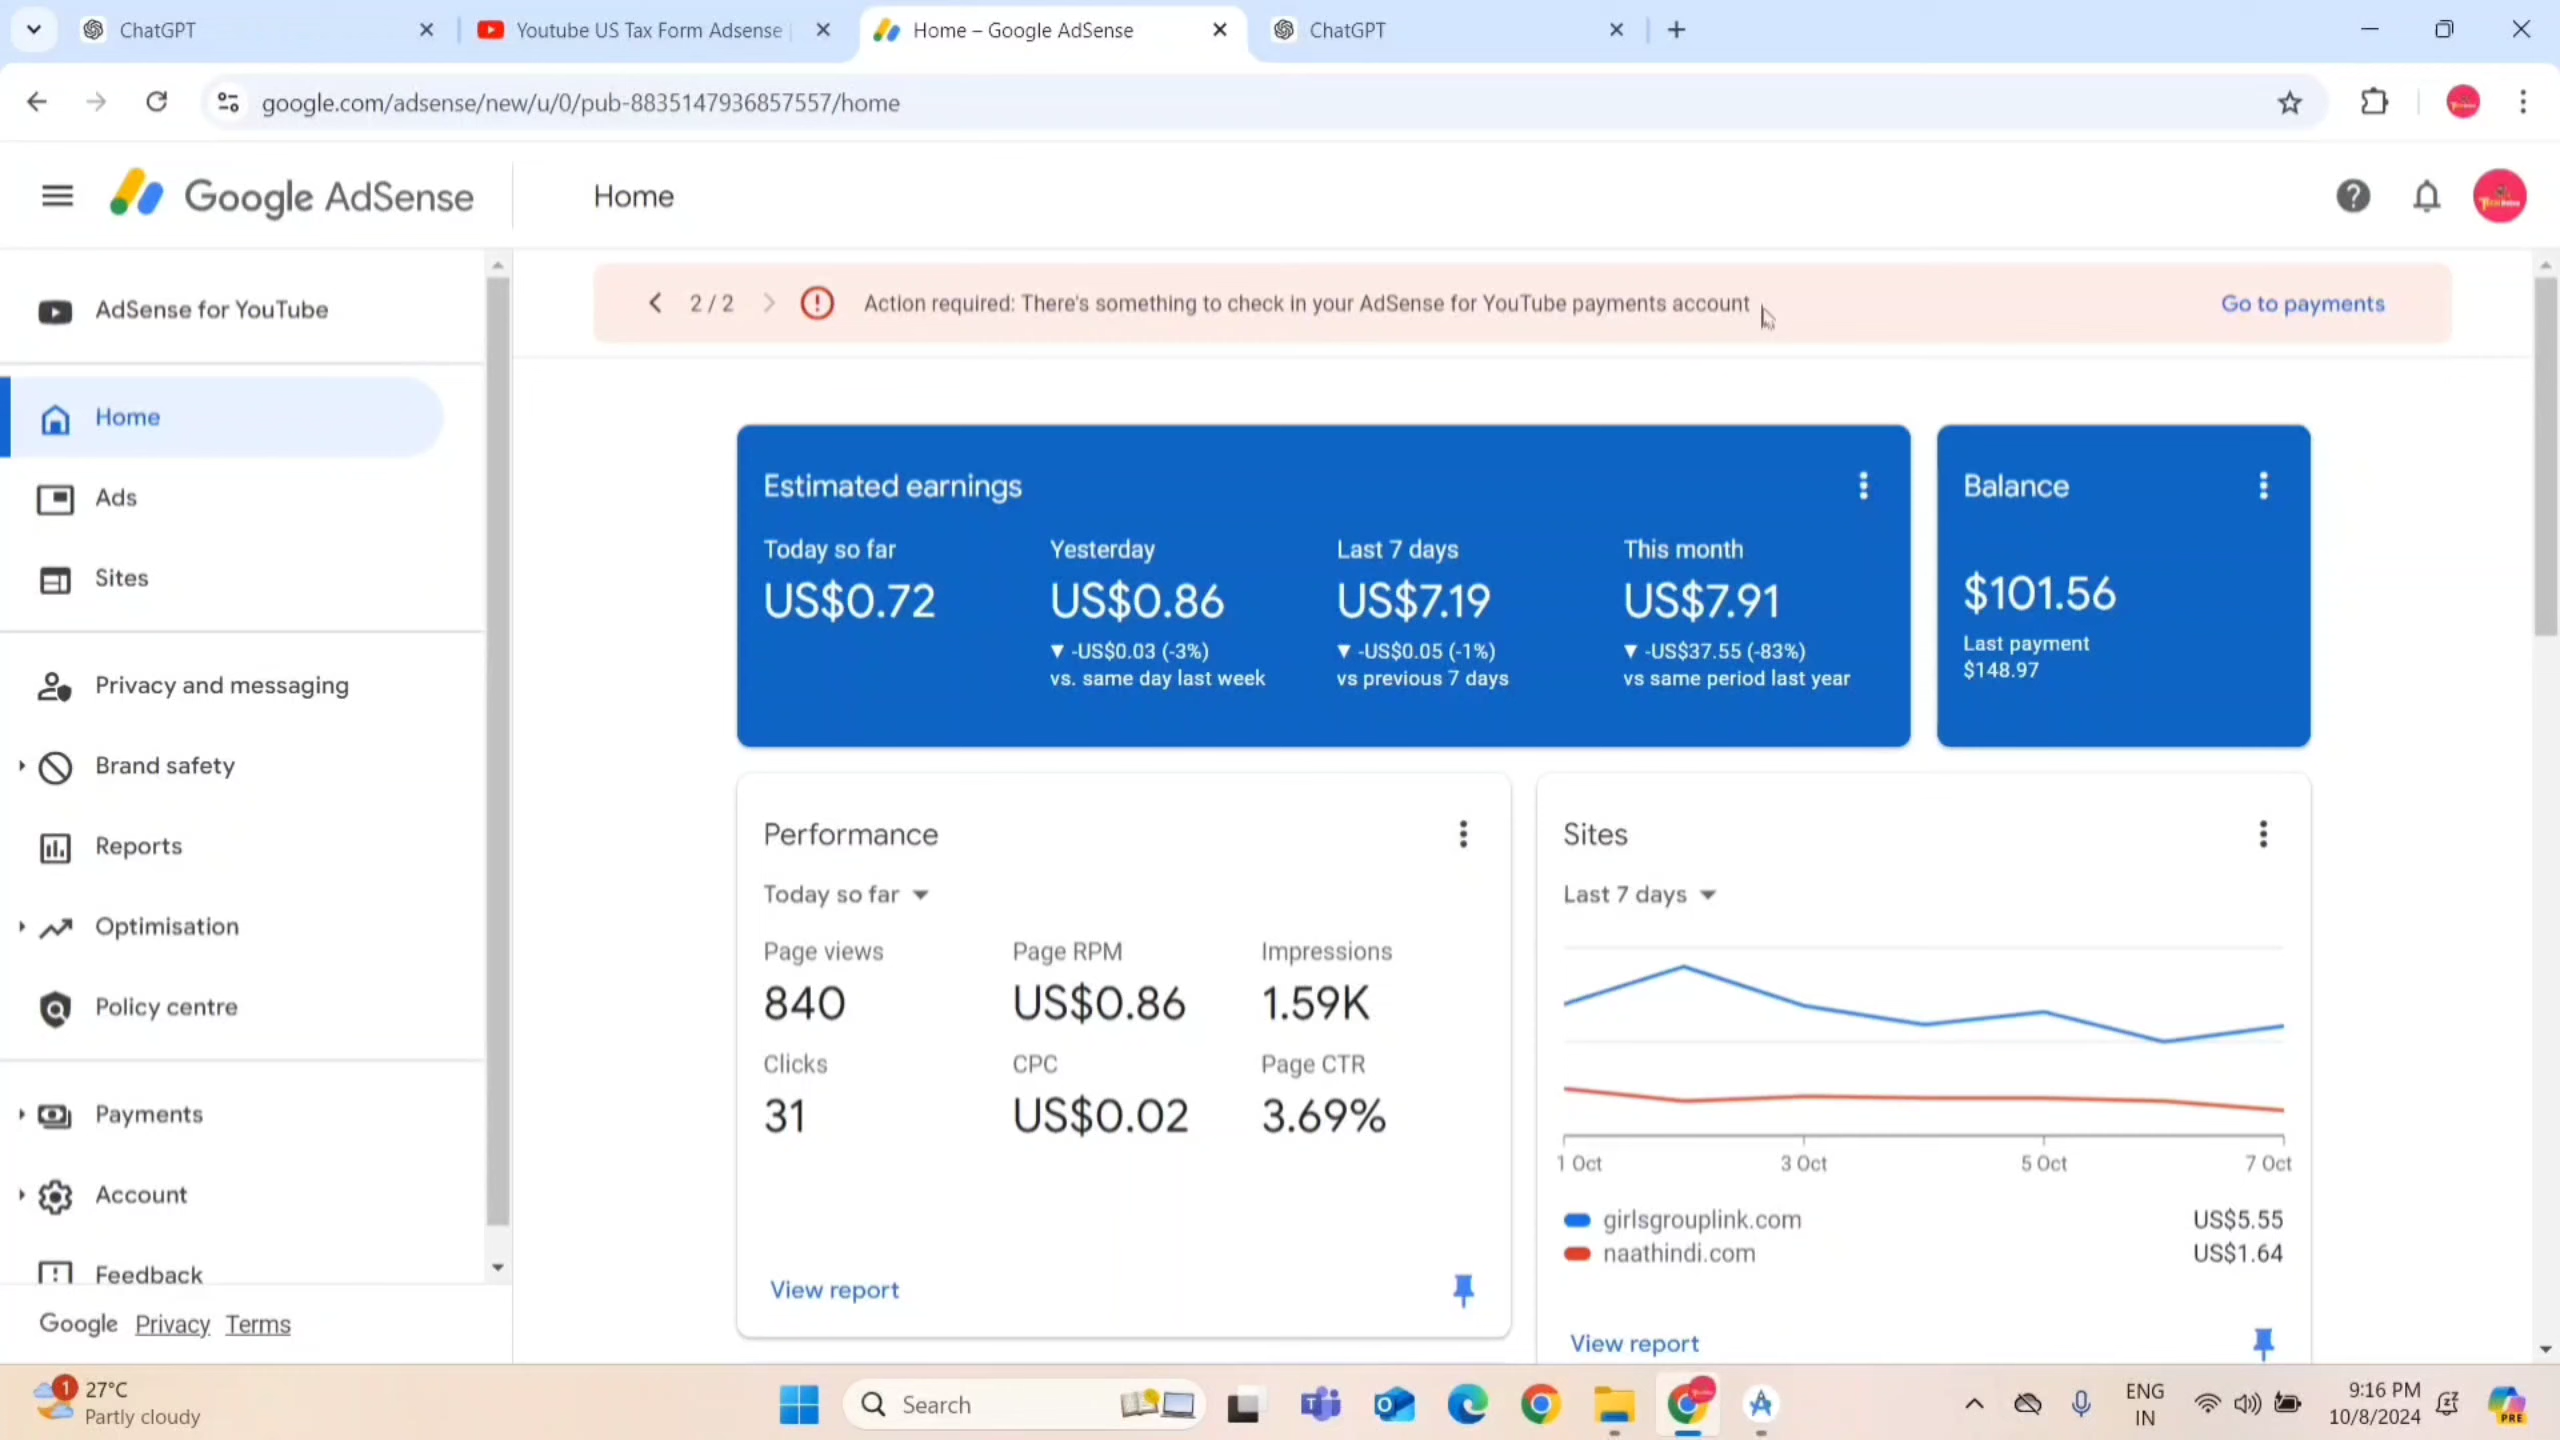 ChatGPT
Youtube US Tax Form Adsense
Home – Google AdSense
ChatGPT
google.com/adsense/new/u/0/pub-8835147936857557/home
Google AdSense
Home
AdSense for YouTube
Home
Ads
Sites
Privacy and messaging
Brand safety
Reports
Optimisation
Policy centre
Payments
Account
Feedback
Google Privacy Terms
2 / 2 Action required: There's something to check in your AdSense for YouTube payments account Go to payments
Estimated earnings
Today so far Yesterday Last 7 days This month
US$0.72 US$0.86 US$7.19 US$7.91
▼ -US$0.03 (-3%) ▼ -US$0.05 (-1%) ▼ -US$37.55 (-83%)
vs. same day last week vs previous 7 days vs same period last year
Balance
$101.56
Last payment
$148.97
Performance
Today so far
Page views Page RPM Impressions
840 US$0.86 1.59K
Clicks CPC Page CTR
31 US$0.02 3.69%
View report
Sites
Last 7 days
1 Oct 3 Oct 5 Oct 7 Oct
girlsgrouplink.com US$5.55
naathindi.com US$1.64
View report
1
27°C
Partly cloudy
Search
ENG
IN
9:16 PM
10/8/2024
PRE